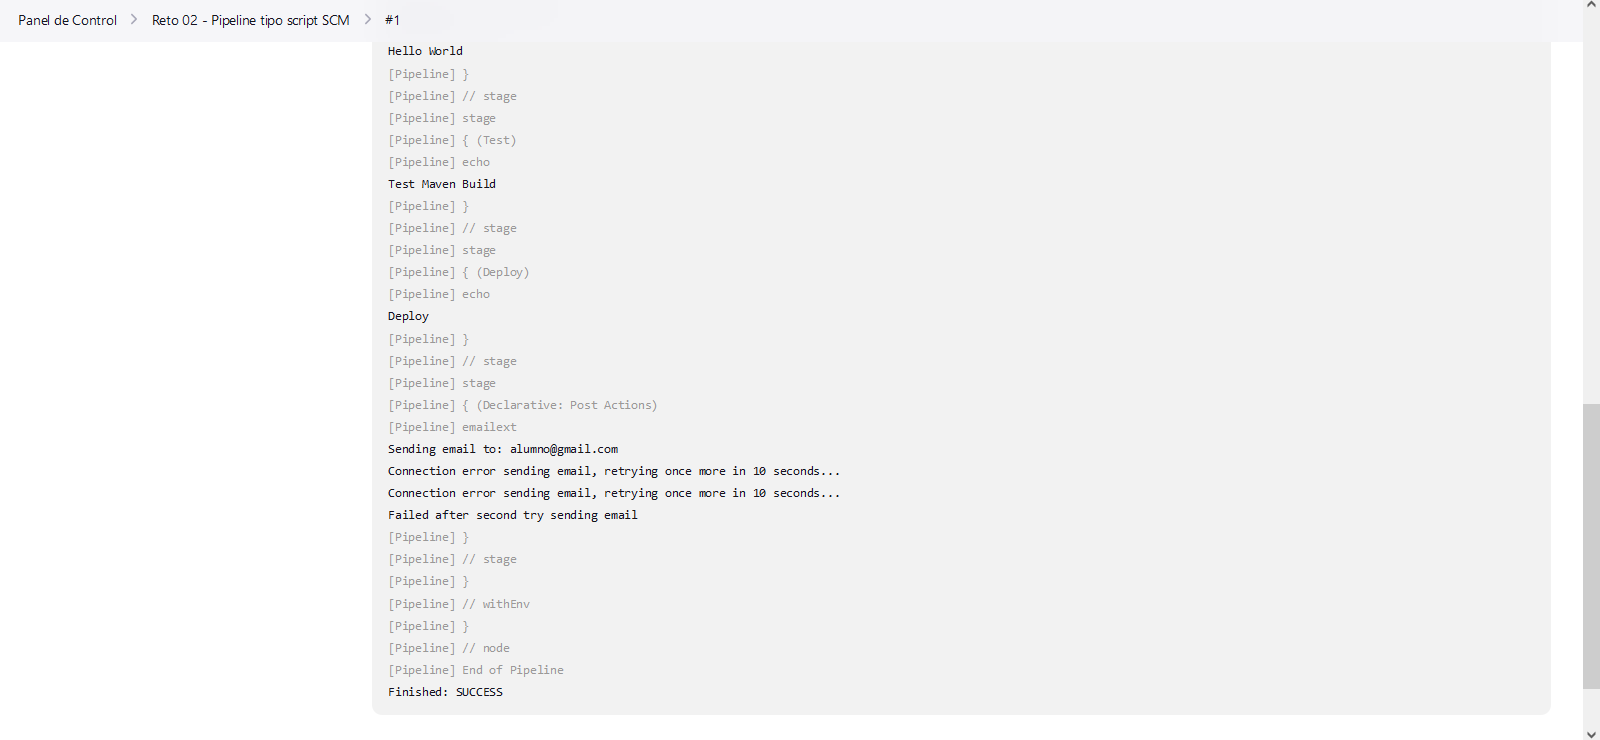 Panel de Control > Reto 02 - Pipeline tipo script SCM > #1
Hello World
[Pipeline] }
[Pipeline] // stage
[Pipeline] stage
[Pipeline] { (Test)
[Pipeline] echo
Test Maven Build
[Pipeline] }
[Pipeline] // stage
[Pipeline] stage
[Pipeline] { (Deploy)
[Pipeline] echo
Deploy
[Pipeline] }
[Pipeline] // stage
[Pipeline] stage
[Pipeline] { (Declarative: Post Actions)
[Pipeline] emailext
Sending email to: alumno@gmail.com
Connection error sending email, retrying once more in 10 seconds...
Connection error sending email, retrying once more in 10 seconds...
Failed after second try sending email
[Pipeline] }
[Pipeline] // stage
[Pipeline] }
[Pipeline] // withEnv
[Pipeline] }
[Pipeline] // node
[Pipeline] End of Pipeline
Finished: SUCCESS